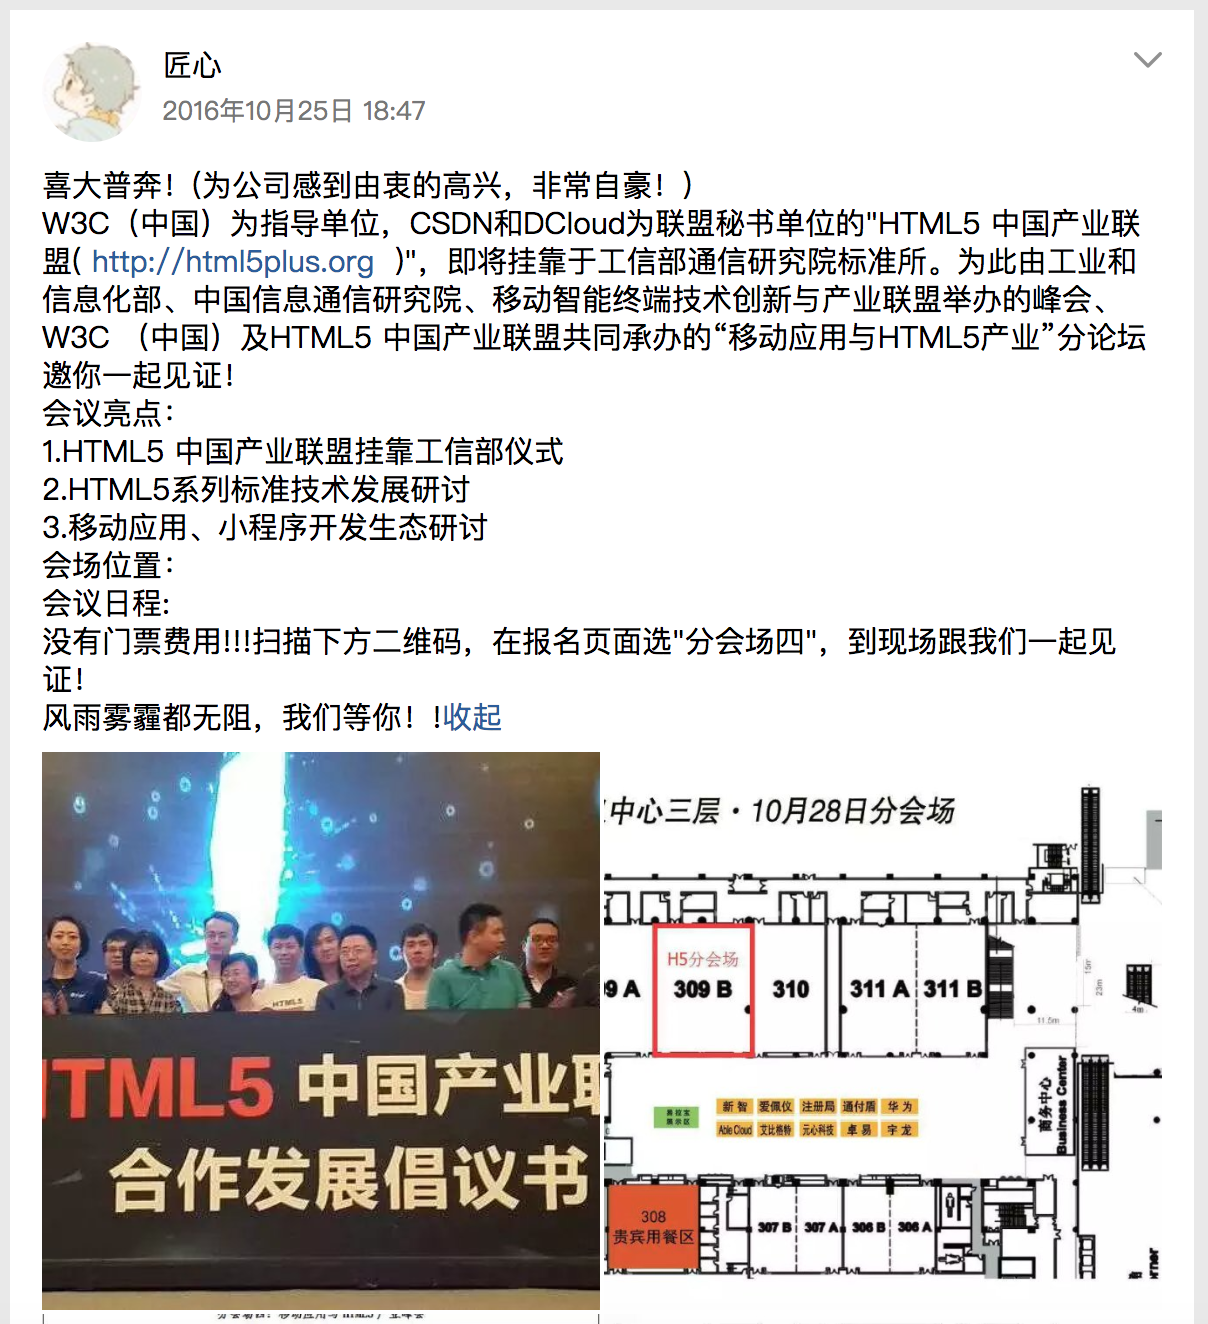 匠心
2016年10月25日 18:47
喜大普奔！(为公司感到由衷的高兴，非常自豪！)
W3C（中国）为指导单位，CSDN和DCloud为联盟秘书单位的"HTML5 中国产业联
盟( http://html5plus.org )"，即将挂靠于工信部通信研究院标准所。为此由工业和
信息化部、中国信息通信研究院、移动智能终端技术创新与产业联盟举办的峰会、
W3C （中国）及HTML5 中国产业联盟共同承办的“移动应用与HTML5产业”分论坛
邀你一起见证！
会议亮点：
1.HTML5 中国产业联盟挂靠工信部仪式
2.HTML5系列标准技术发展研讨
3.移动应用、小程序开发生态研讨
会场位置：
会议日程:
没有门票费用!!!扫描下方二维码，在报名页面选"分会场四"，到现场跟我们一起见
证！
风雨雾霾都无阻，我们等你！!收起
HTML5
HTML5 中国产业联
合作发展倡议书
中心三层·10月28日分会场
H5分会场
9 A
309 B
310
311 A
311 B
15m
23m
4m
11.5m
商务中心
Business Center
新智 爱佩仪 注册局 通付盾 华为
Able Cloud 艾比格特 元心科技 卓易 宇龙
展示区
308
贵宾用餐区
307 B
307 A
306 B
306 A